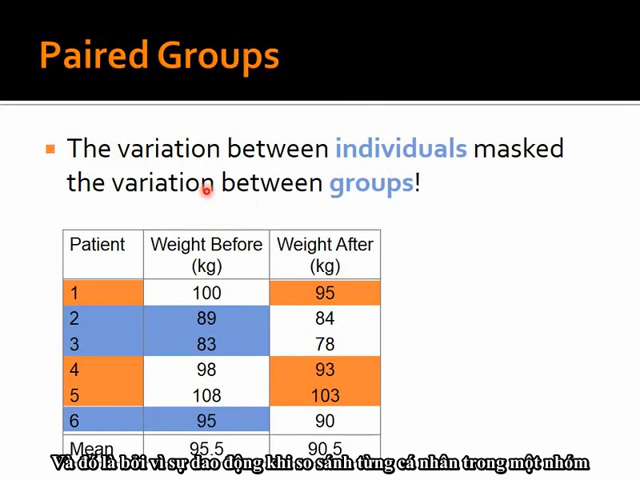 Paired Groups
The variation between individuals masked
the variation between groups!
Patient Weight Before Weight After
(kg) (kg)
1 100 95
2 89 84
3 83 78
4 98 93
5 108 103
6 95 90
Mean 95.5 90.5
Và đó là bởi vì sự dao động khi so sánh từng cá nhân trong một nhóm